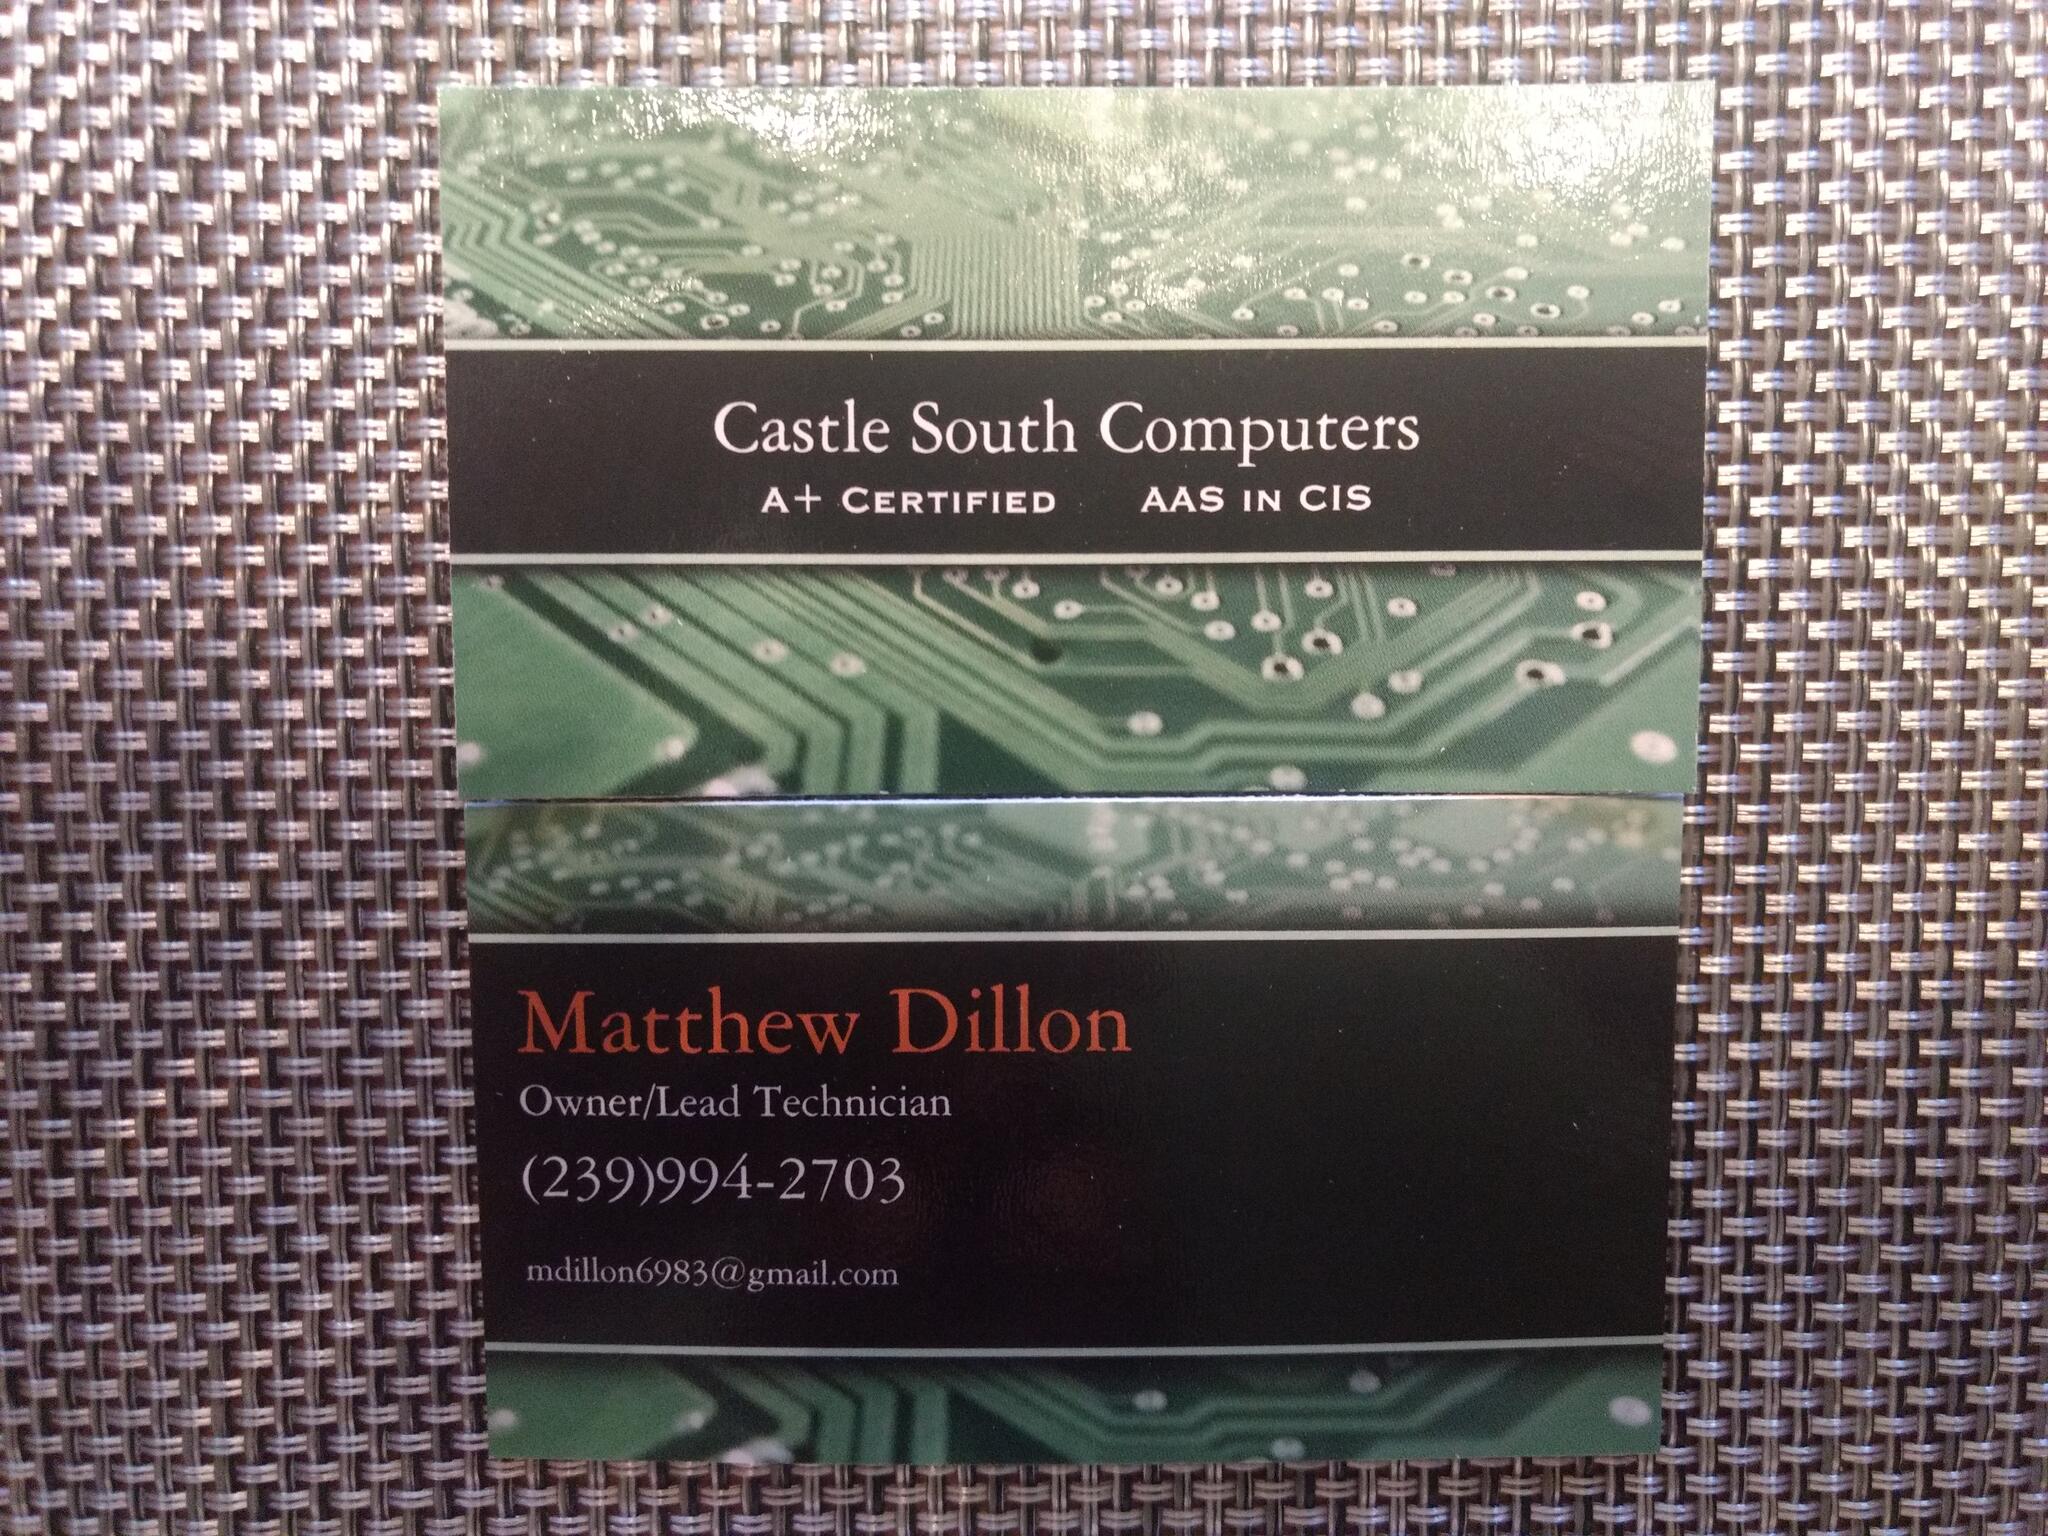 Castle South Computers
A+ CERTIFIED AAS IN CIS
Matthew Dillon
Owner/Lead Technician
(239)994-2703
mdillon6983@gmail.com